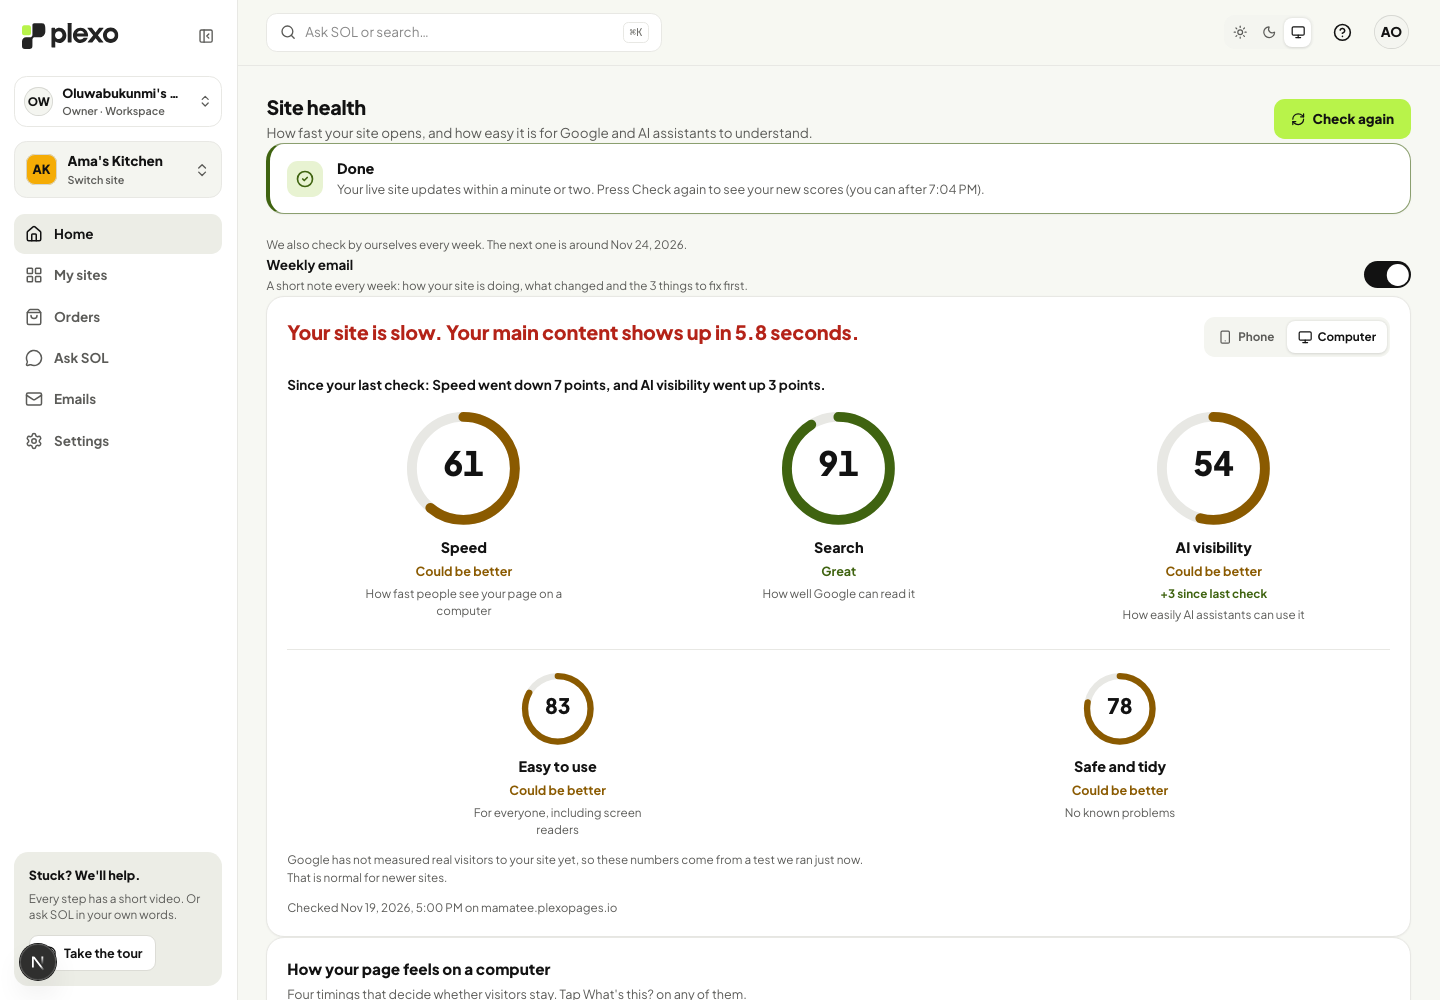 plexo
OW
Oluwabukunmi's ...
Owner · Workspace
AK
Ama's Kitchen
Switch site
Home
My sites
Orders
Ask SOL
Emails
Settings
Stuck? We'll help.
Every step has a short video. Or
ask SOL in your own words.
Take the tour
N
Ask SOL or search...
⌘K
AO
Site health
How fast your site opens, and how easy it is for Google and AI assistants to understand.
Check again
Done
Your live site updates within a minute or two. Press Check again to see your new scores (you can after 7:04 PM).
We also check by ourselves every week. The next one is around Nov 24, 2026.
Weekly email
A short note every week: how your site is doing, what changed and the 3 things to fix first.
Your site is slow. Your main content shows up in 5.8 seconds.
Phone
Computer
Since your last check: Speed went down 7 points, and AI visibility went up 3 points.
61
Speed
Could be better
How fast people see your page on a
computer
91
Search
Great
How well Google can read it
54
AI visibility
Could be better
+3 since last check
How easily AI assistants can use it
83
Easy to use
Could be better
For everyone, including screen
readers
78
Safe and tidy
Could be better
No known problems
Google has not measured real visitors to your site yet, so these numbers come from a test we ran just now.
That is normal for newer sites.
Checked Nov 19, 2026, 5:00 PM on mamatee.plexopages.io
How your page feels on a computer
Four timings that decide whether visitors stay. Tap What's this? on any of them.